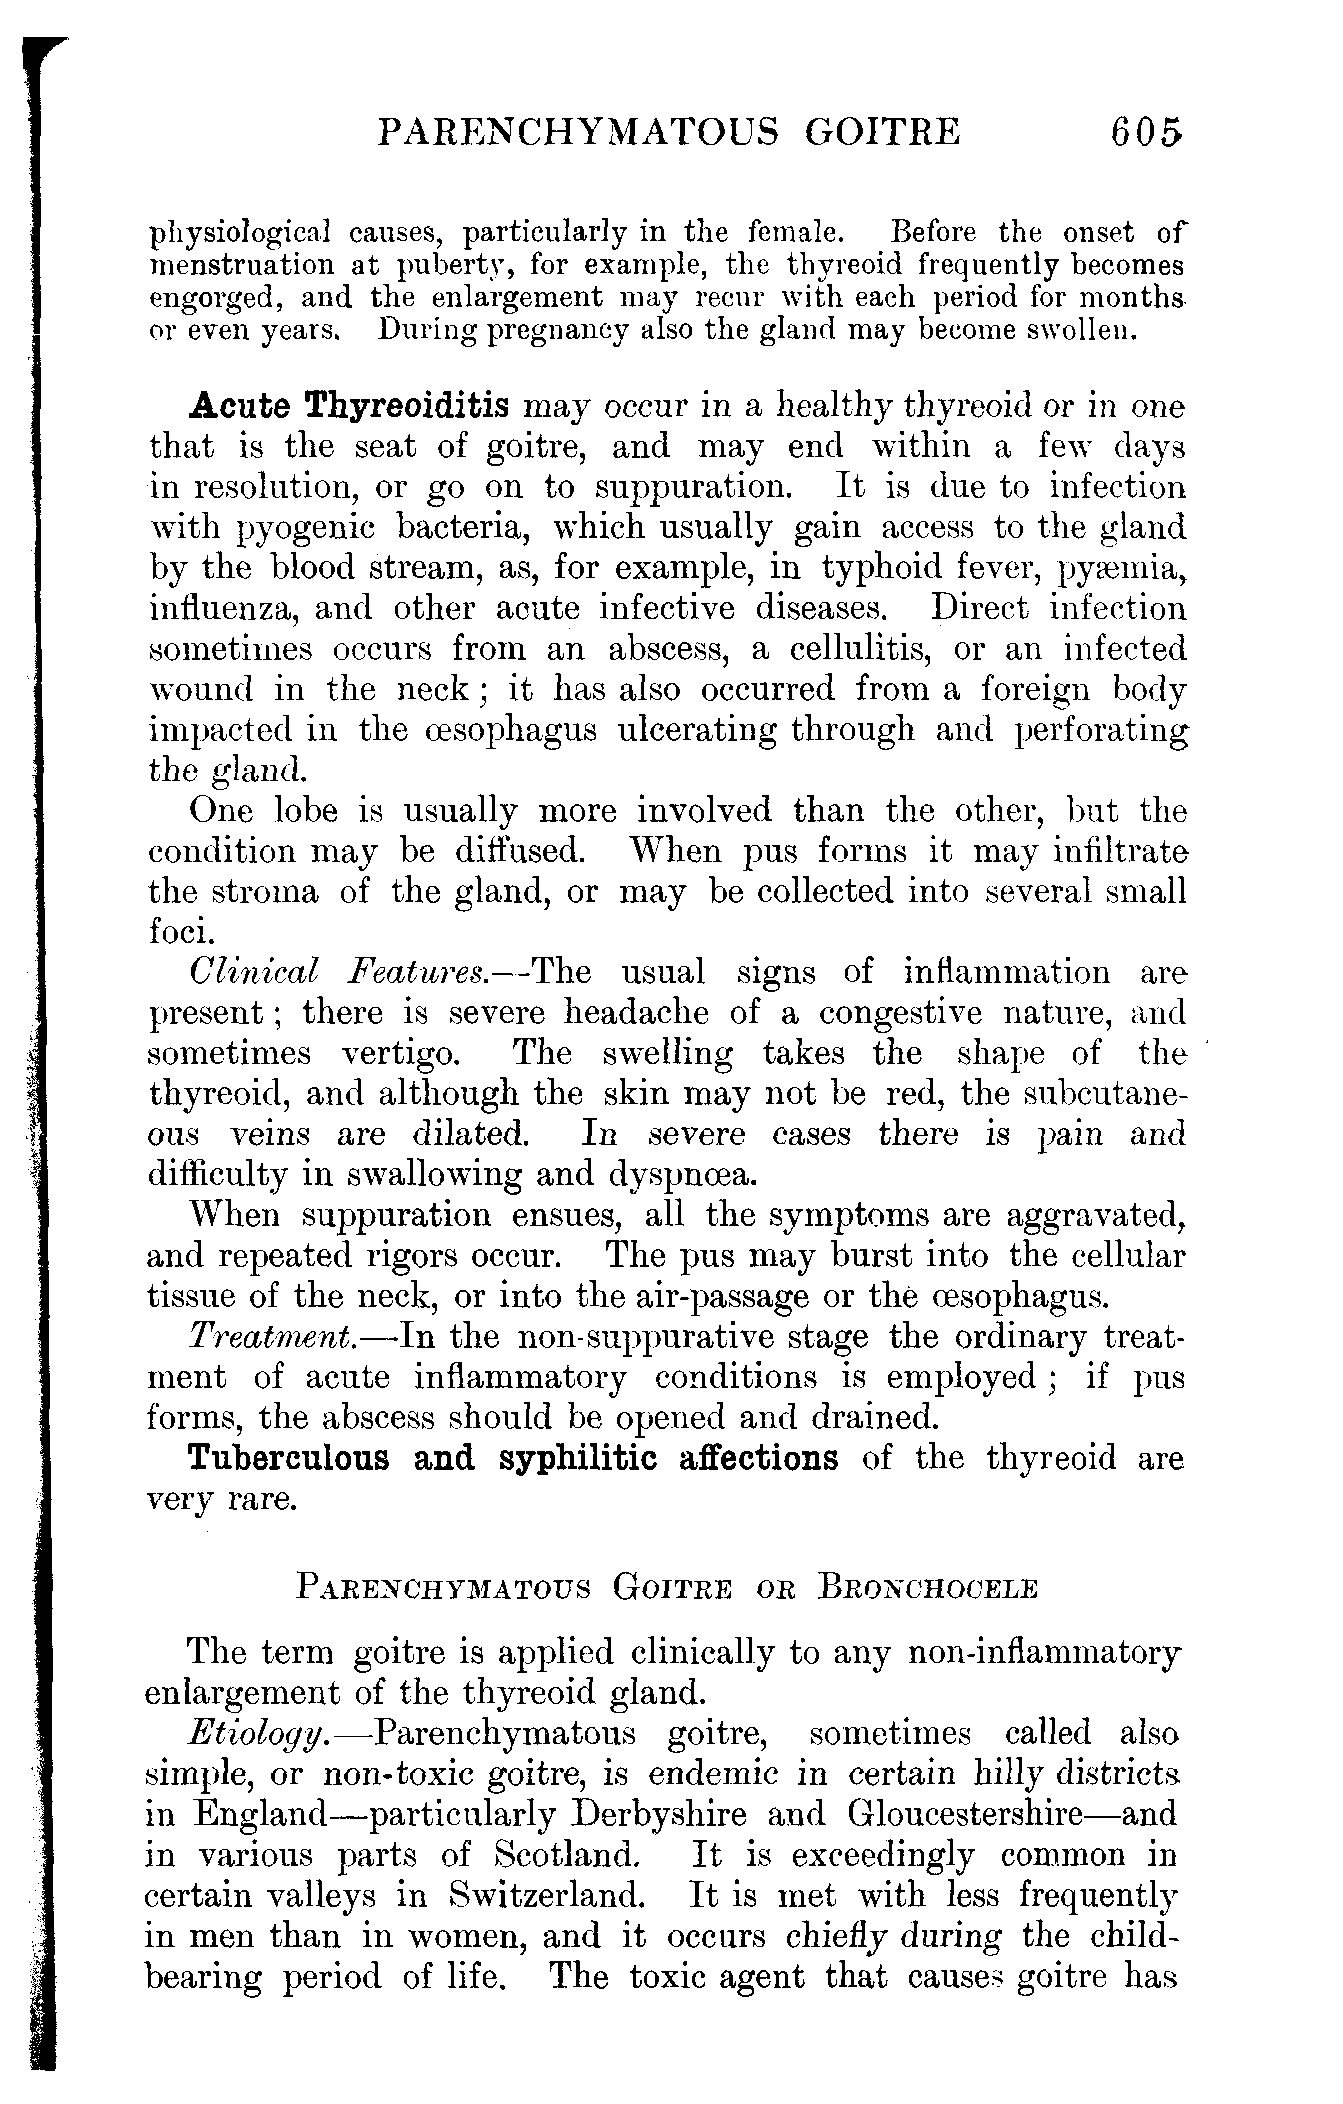 PARENCHYMATOUS GOITRE 605
physiological causes, particularly in the female. Before the onset of
menstruation at puberty, for example, the thyreoid frequently becomes
engorged, and the enlargement may recur with each period for months
or even years. During pregnancy also the gland may become swollen.
Acute Thyreoiditis may occur in a healthy thyreoid or in one
that is the seat of goitre, and may end within a few days
in resolution, or go on to suppuration. It is due to infection
with pyogenic bacteria, which usually gain access to the gland
by the blood stream, as, for example, in typhoid fever, pyæmia,
influenza, and other acute infective diseases. Direct infection
sometimes occurs from an abscess, a cellulitis, or an infected
wound in the neck ; it has also occurred from a foreign body
impacted in the œsophagus ulcerating through and perforating
the gland.
One lobe is usually more involved than the other, but the
condition may be diffused. When pus forms it may infiltrate
the stroma of the gland, or may be collected into several small
foci.
Clinical Features.—The usual signs of inflammation are
present ; there is severe headache of a congestive nature, and
sometimes vertigo. The swelling takes the shape of the
thyreoid, and although the skin may not be red, the subcutane-
ous veins are dilated. In severe cases there is pain and
difficulty in swallowing and dyspnœa.
When suppuration ensues, all the symptoms are aggravated,
and repeated rigors occur. The pus may burst into the cellular
tissue of the neck, or into the air-passage or the œsophagus.
Treatment.—In the non-suppurative stage the ordinary treat-
ment of acute inflammatory conditions is employed ; if pus
forms, the abscess should be opened and drained.
Tuberculous and syphilitic affections of the thyreoid are
very rare.
PARENCHYMATOUS GOITRE OR BRONCHOCELE
The term goitre is applied clinically to any non-inflammatory
enlargement of the thyreoid gland.
Etiology.—Parenchymatous goitre, sometimes called also
simple, or non-toxic goitre, is endemic in certain hilly districts
in England—particularly Derbyshire and Gloucestershire—and
in various parts of Scotland. It is exceedingly common in
certain valleys in Switzerland. It is met with less frequently
in men than in women, and it occurs chiefly during the child-
bearing period of life. The toxic agent that causes goitre has